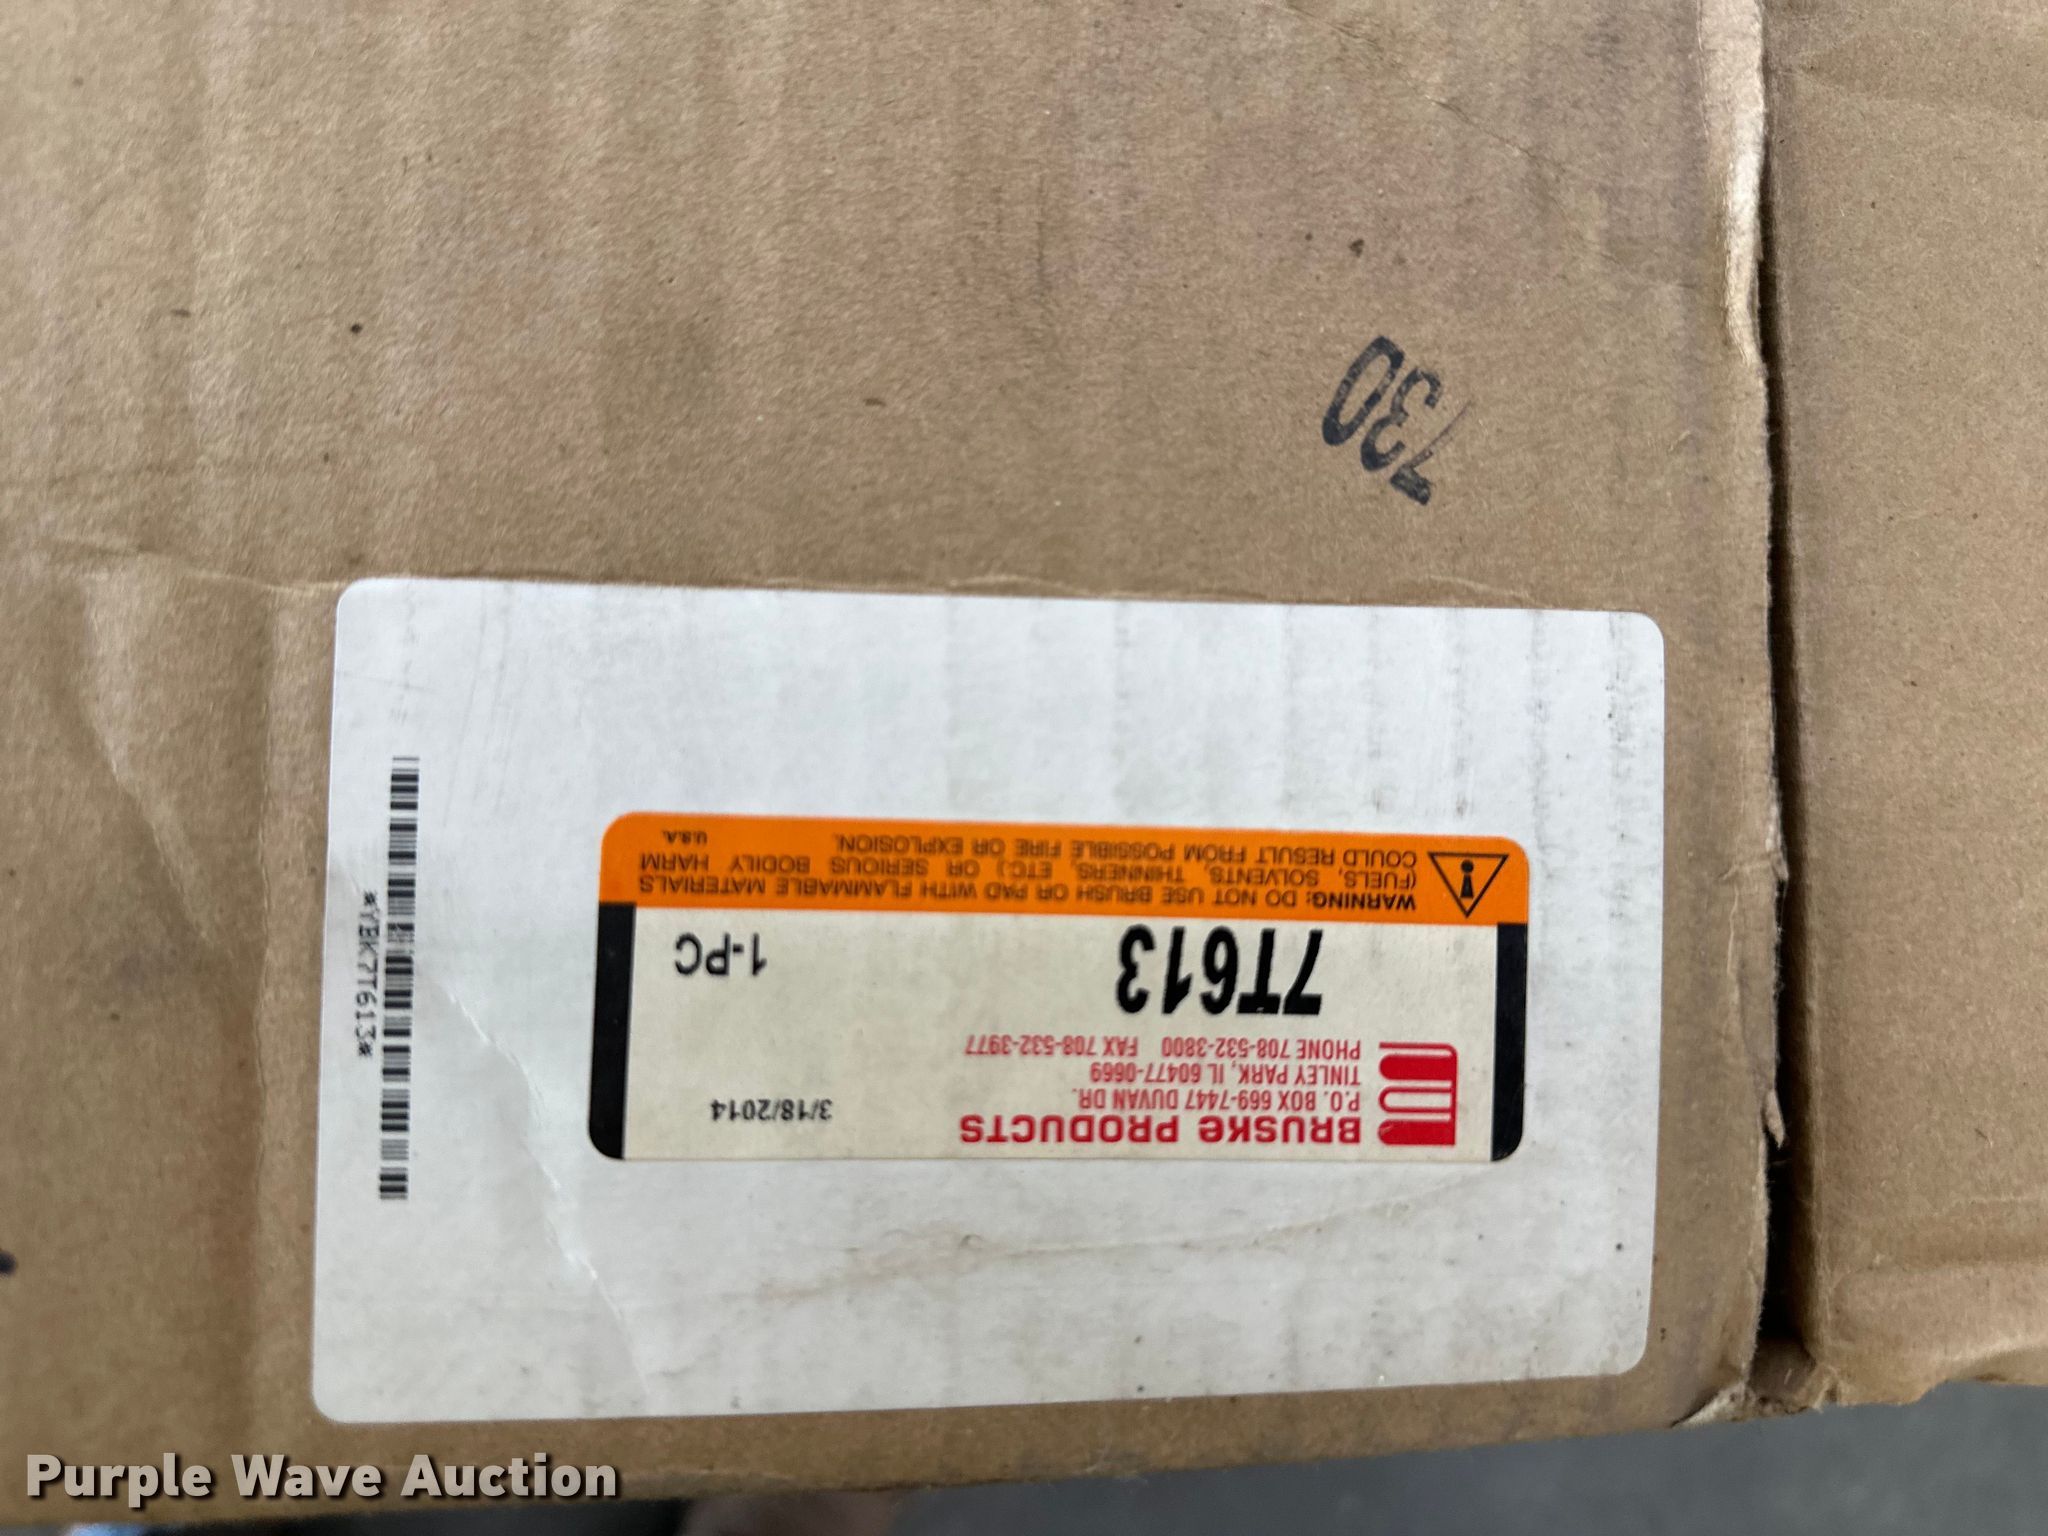 BRUSKE PRODUCTS
P.O. BOX 669-7447 DUVAN DR.
TINLEY PARK, IL 60477-0669
PHONE 708-532-3800 FAX 708-532-3977
3/18/2014
7T613
1-PC
WARNING: DO NOT USE BRUSH OR PAD WITH FLAMMABLE MATERIALS
(FUELS, SOLVENTS, THINNERS, ETC.) OR SERIOUS BODILY HARM
COULD RESULT FROM POSSIBLE FIRE OR EXPLOSION.
U.S.A.
*YBK7T613*
730
Purple Wave Auction